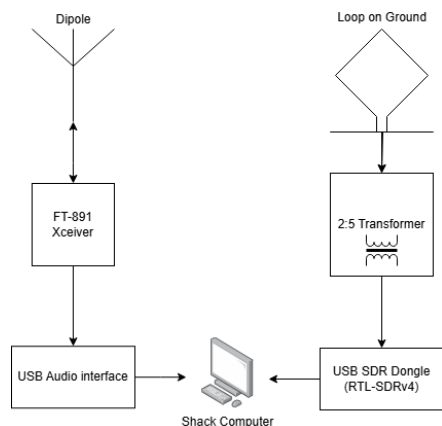 Dipole
Loop on Ground
FT-891
Xceiver
2:5 Transformer
USB Audio interface
USB SDR Dongle
(RTL-SDRv4)
Shack Computer